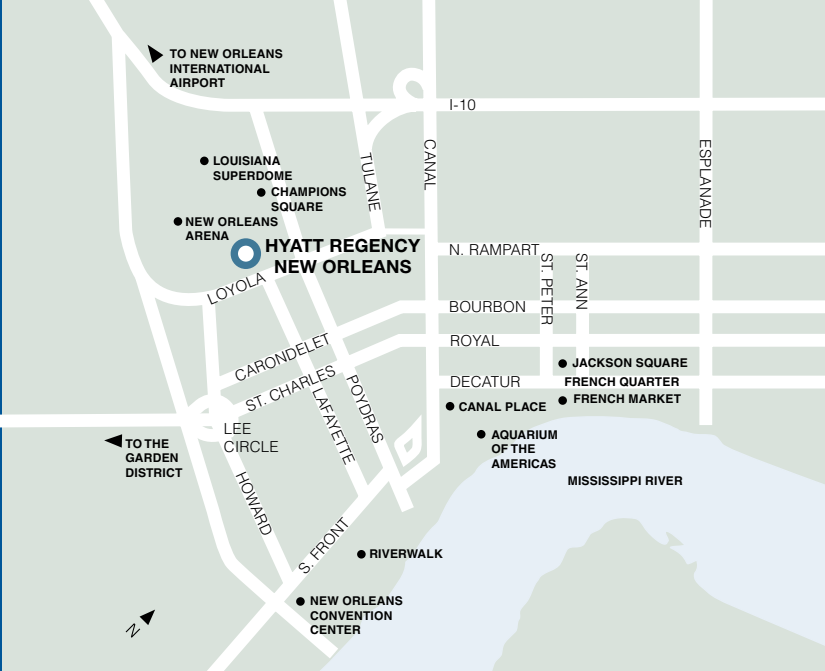 TO NEW ORLEANS
INTERNATIONAL
AIRPORT
I-10
LOUISIANA
SUPERDOME
CHAMPIONS
SQUARE
TULANE
CANAL
ESPLANADE
NEW ORLEANS
ARENA
HYATT REGENCY
NEW ORLEANS
N. RAMPART
ST. PETER
ST. ANN
LOYOLA
BOURBON
ROYAL
CARONDELET
ST. CHARLES
JACKSON SQUARE
DECATUR
FRENCH QUARTER
FRENCH MARKET
CANAL PLACE
LAFAYETTE
POYDRAS
LEE
CIRCLE
AQUARIUM
OF THE
AMERICAS
TO THE
GARDEN
DISTRICT
MISSISSIPPI RIVER
HOWARD
S. FRONT
RIVERWALK
NEW ORLEANS
CONVENTION
CENTER
N